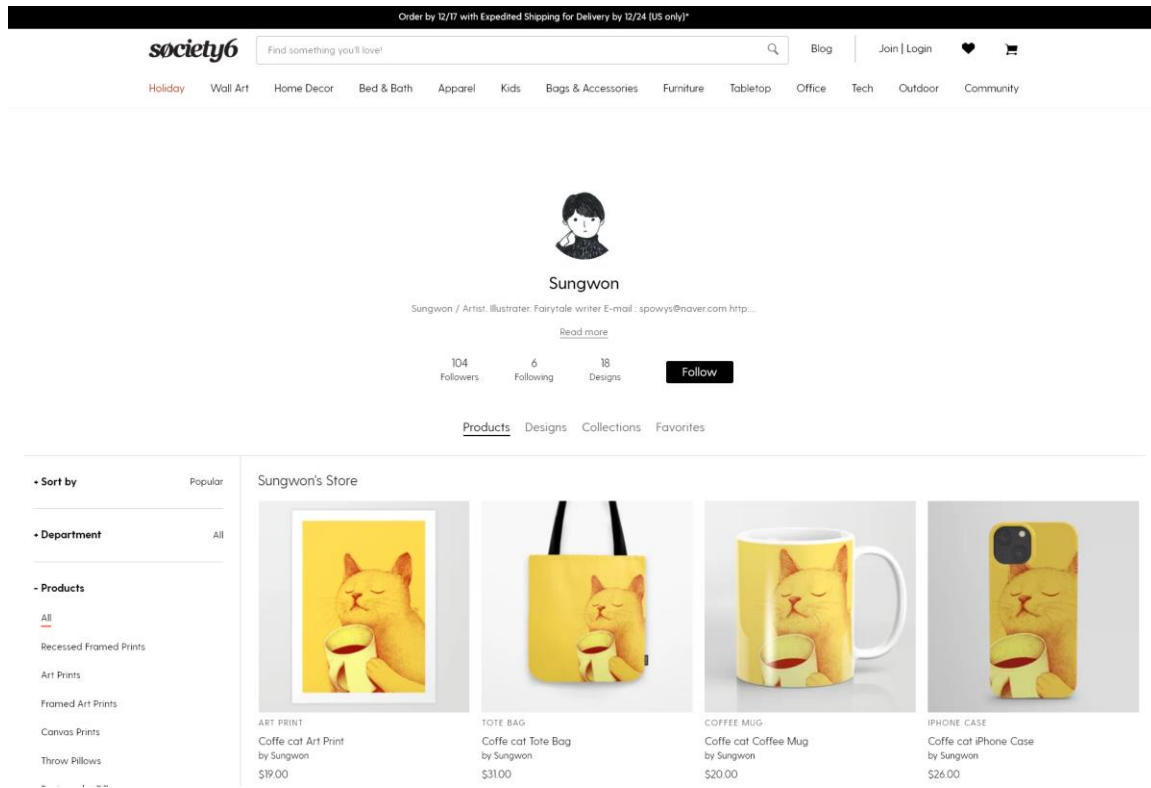 Order by 12/17 with Expedited Shipping for Delivery by 12/24 (US only)*
søciety6
Find something you'll love!
Blog
Join | Login
Holiday Wall Art Home Decor Bed & Bath Apparel Kids Bags & Accessories Furniture Tabletop Office Tech Outdoor Community
Sungwon
Sungwon / Artist. Illustrater. Fairytale writer E-mail : spowys@naver.com http:...
Read more
104 6 18
Followers Following Designs
Follow
Products Designs Collections Favorites
+ Sort by Popular
+ Department All
- Products
All
Recessed Framed Prints
Art Prints
Framed Art Prints
Canvas Prints
Throw Pillows
Sungwon's Store
ART PRINT
Coffe cat Art Print
by Sungwon
$19.00
TOTE BAG
Coffe cat Tote Bag
by Sungwon
$31.00
COFFEE MUG
Coffe cat Coffee Mug
by Sungwon
$20.00
IPHONE CASE
Coffe cat iPhone Case
by Sungwon
$26.00